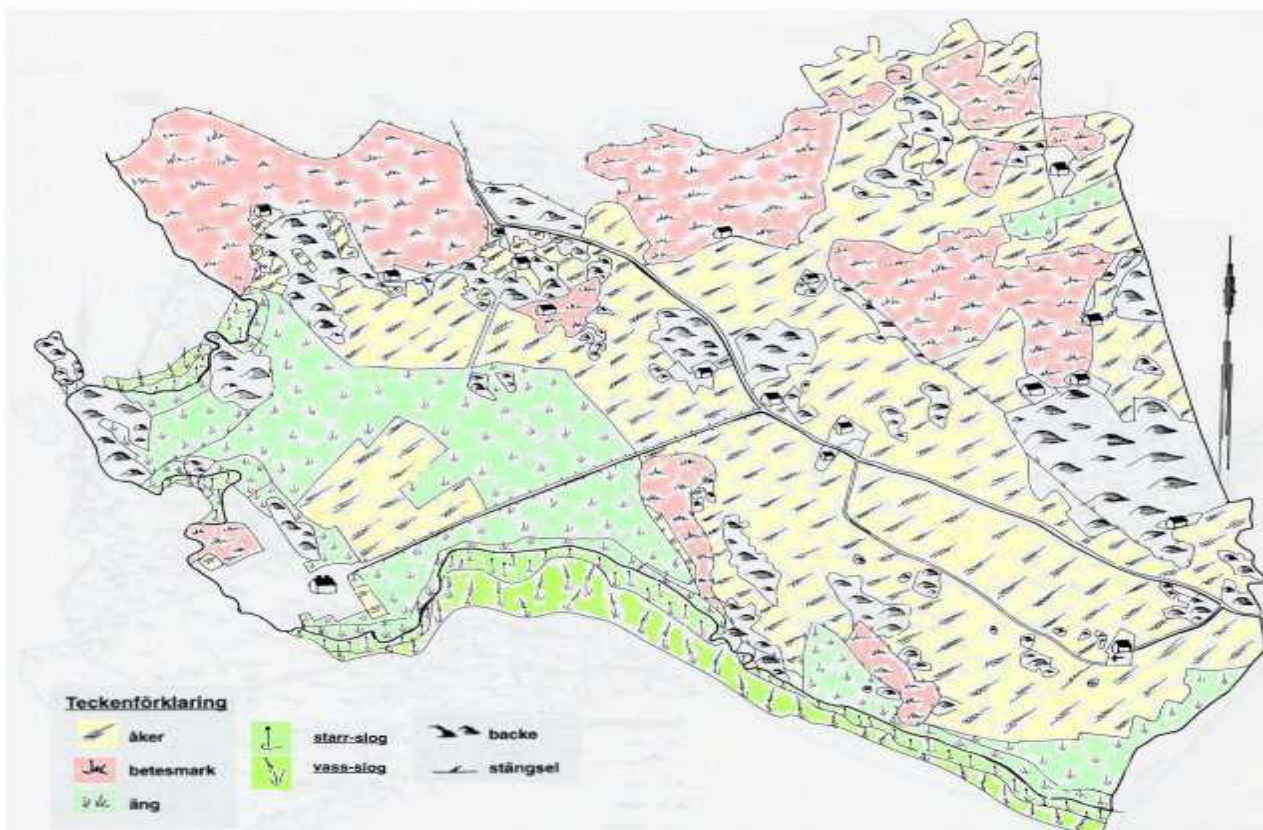 Teckenförklaring
åker
betesmark
äng
starr-slog
vass-slog
backe
stängsel